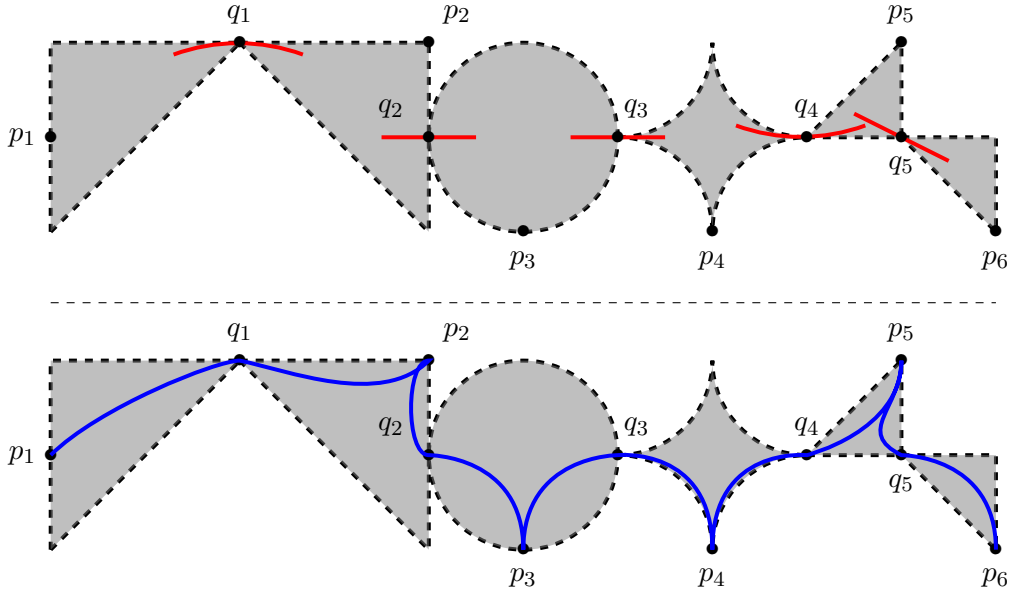 q₁ p₂ p₅
p₁ q₂ q₃ q₄
q₅
p₃ p₄ p₆
q₁ p₂ p₅
p₁ q₂ q₃ q₄
q₅
p₃ p₄ p₆